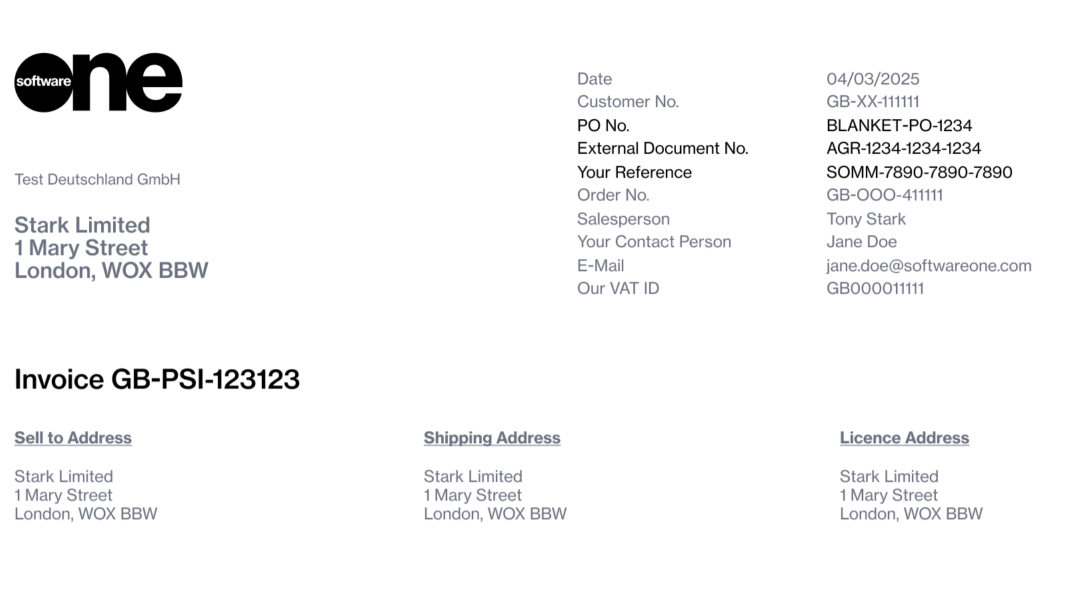 software one
Test Deutschland GmbH
Stark Limited
1 Mary Street
London, WOX BBW
Date 04/03/2025
Customer No. GB-XX-111111
PO No. BLANKET-PO-1234
External Document No. AGR-1234-1234-1234
Your Reference SOMM-7890-7890-7890
Order No. GB-OOO-411111
Salesperson Tony Stark
Your Contact Person Jane Doe
E-Mail jane.doe@softwareone.com
Our VAT ID GB000011111
Invoice GB-PSI-123123
Sell to Address
Stark Limited
1 Mary Street
London, WOX BBW
Shipping Address
Stark Limited
1 Mary Street
London, WOX BBW
Licence Address
Stark Limited
1 Mary Street
London, WOX BBW